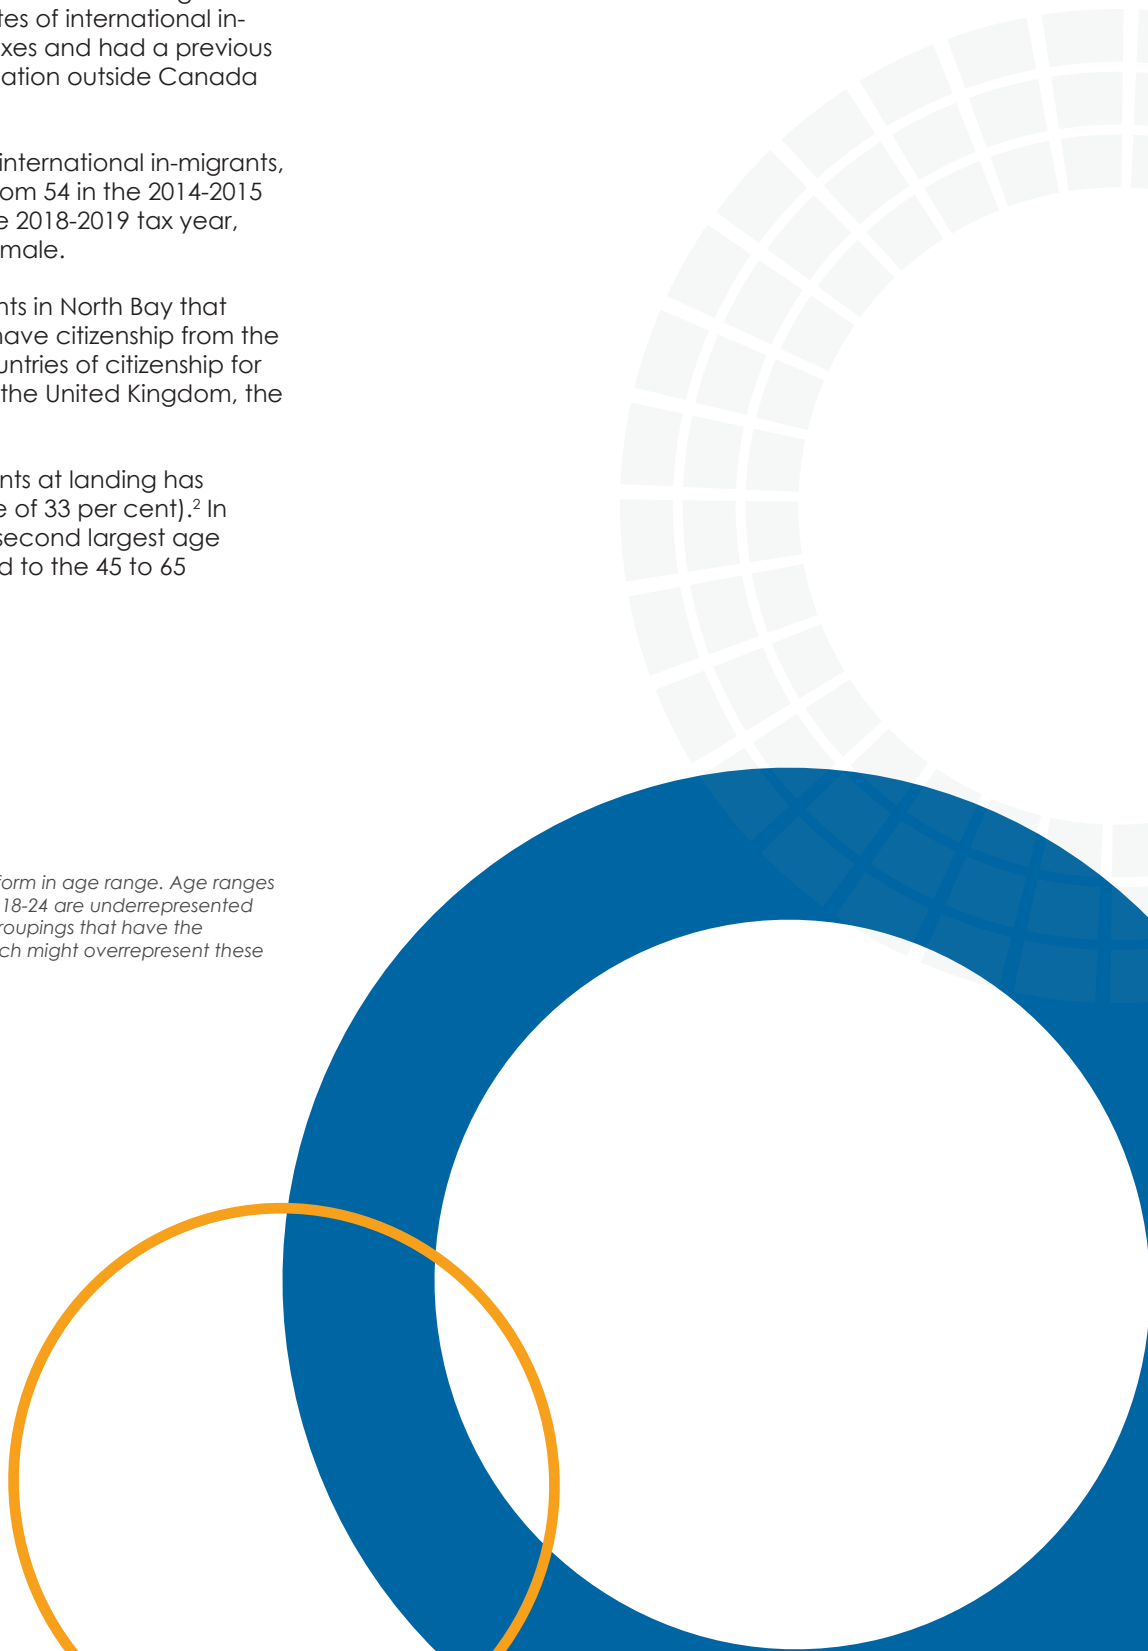 tes of international in-
xes and had a previous
ation outside Canada
international in-migrants,
om 54 in the 2014-2015
e 2018-2019 tax year,
male.
nts in North Bay that
have citizenship from the
untries of citizenship for
the United Kingdom, the
nts at landing has
e of 33 per cent).² In
second largest age
d to the 45 to 65
form in age range. Age ranges
18-24 are underrepresented
roupings that have the
ch might overrepresent these